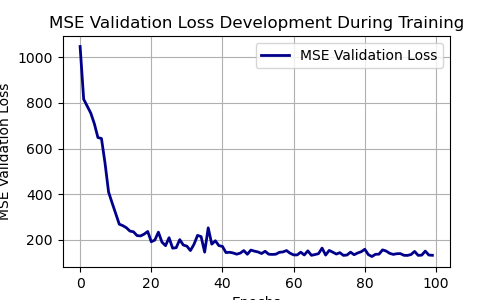 MSE Validation Loss Development During Training
MSE Validation Loss
1000
800
600
400
200
0
20
40
60
80
100
MSE Validation Loss
Epochs